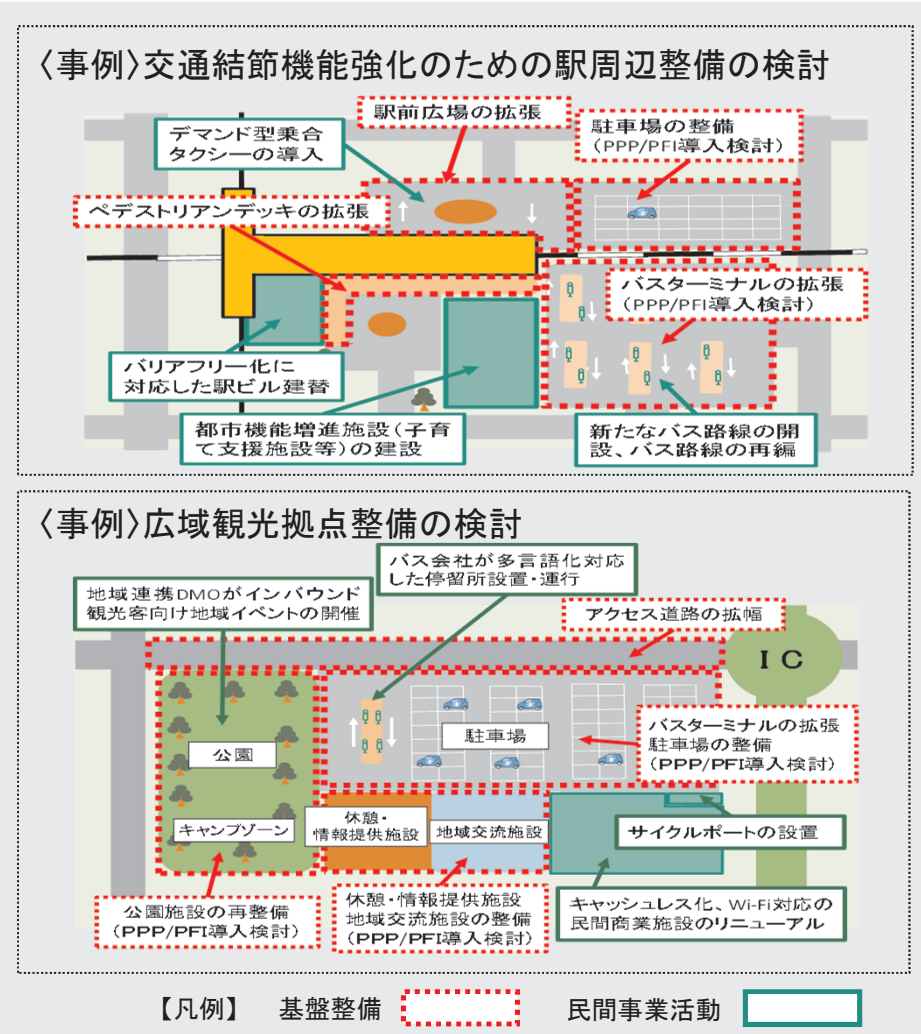 〈事例〉交通結節機能強化のための駅周辺整備の検討
駅前広場の拡張
デマンド型乗合
タクシーの導入
駐車場の整備
(PPP/PFI導入検討)
ペデストリアンデッキの拡張
バスターミナルの拡張
(PPP/PFI導入検討)
バリアフリー化に
対応した駅ビル建替
都市機能増進施設(子育
て支援施設等)の建設
新たなバス路線の開
設、バス路線の再編
〈事例〉広域観光拠点整備の検討
バス会社が多言語化対応
した停留所設置・運行
地域連携DMOがインバウンド
観光客向け地域イベントの開催
アクセス道路の拡幅
IC
公園
駐車場
バスターミナルの拡張
駐車場の整備
(PPP/PFI導入検討)
キャンプゾーン
休憩・
情報提供施設
地域交流施設
サイクルポートの設置
公園施設の再整備
(PPP/PFI導入検討)
休憩・情報提供施設
地域交流施設の整備
(PPP/PFI導入検討)
キャッシュレス化、Wi-Fi対応の
民間商業施設のリニューアル
【凡例】 基盤整備 民間事業活動